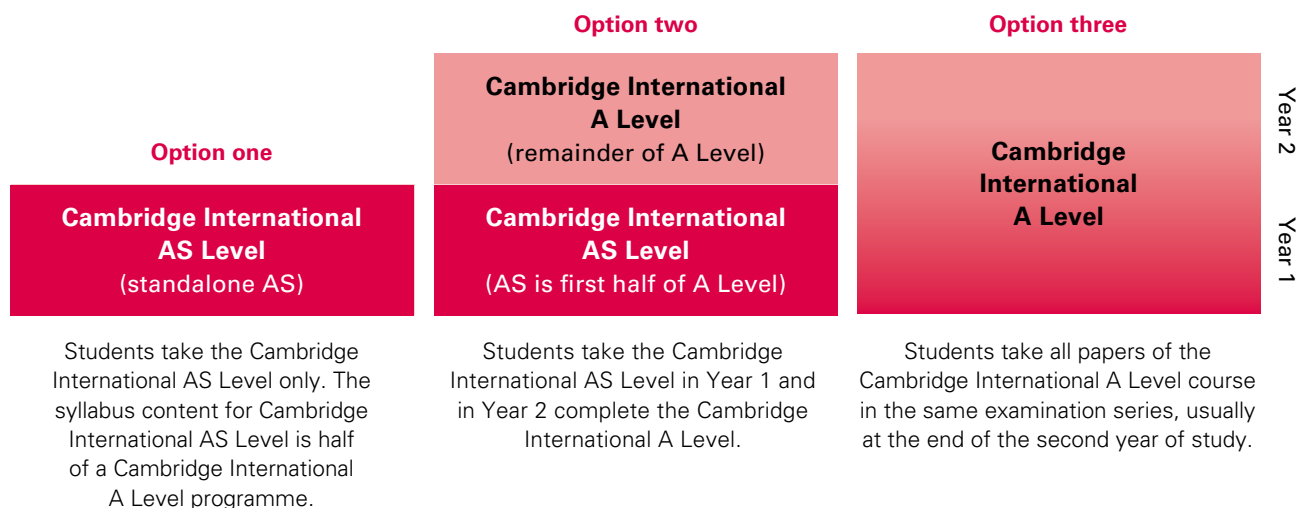 Option one
Cambridge International
AS Level
(standalone AS)
Students take the Cambridge
International AS Level only. The
syllabus content for Cambridge
International AS Level is half
of a Cambridge International
A Level programme.
Option two
Cambridge International
A Level
(remainder of A Level)
Cambridge International
AS Level
(AS is first half of A Level)
Students take the Cambridge
International AS Level in Year 1 and
in Year 2 complete the Cambridge
International A Level.
Option three
Cambridge
International
A Level
Students take all papers of the
Cambridge International A Level course
in the same examination series, usually
at the end of the second year of study.
Year 2
Year 1